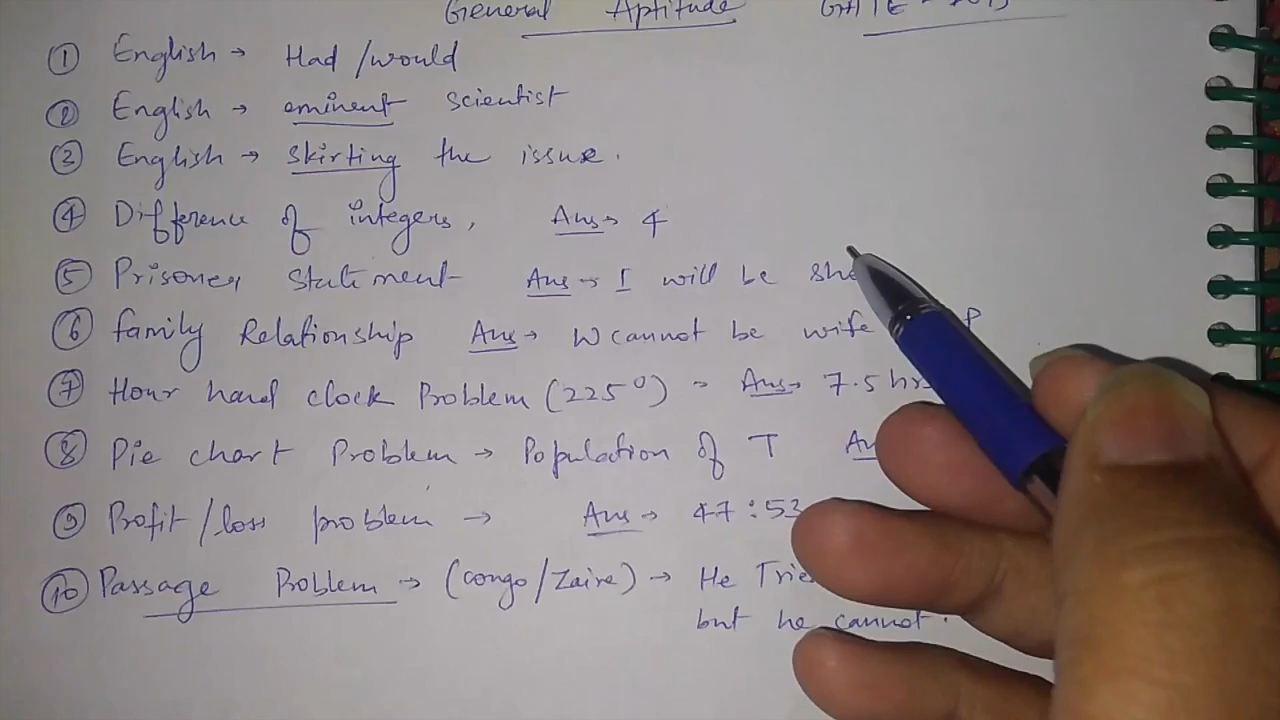 General Aptitude GATE - 2019
① English → Had /would
② English → eminent scientist
③ English → skirting the issue.
④ Difference of integers, Ans → 4
⑤ Prisoner Statement Ans → I will be
⑥ family Relationship Ans → W cannot be wife P
⑦ Hour hand clock Problem (225°) - Ans → 7.5 hrs
⑧ Pie chart Problem → Population of T
⑨ Profit/loss problem → Ans → 47:53
⑩ Passage Problem → (congo/Zaire) → He
but he cannot.